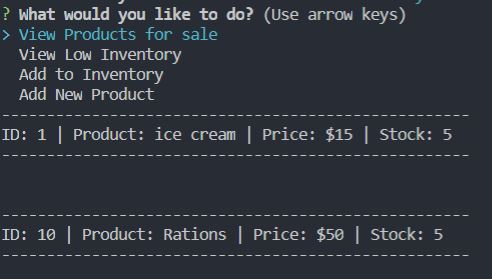 ? What would you like to do? (Use arrow keys)
> View Products for sale
View Low Inventory
Add to Inventory
Add New Product
-----------------------------------------------
ID: 1 | Product: ice cream | Price: $15 | Stock: 5
-----------------------------------------------
-----------------------------------------------
ID: 10 | Product: Rations | Price: $50 | Stock: 5
-----------------------------------------------